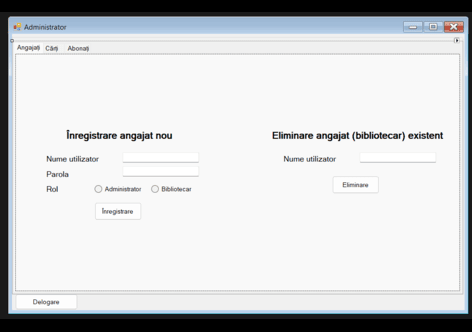 Administrator
Angajați Cărți Abonați
Înregistrare angajat nou
Nume utilizator
Parola
Rol Administrator Bibliotecar
Înregistrare
Eliminare angajat (bibliotecar) existent
Nume utilizator
Eliminare
Delogare